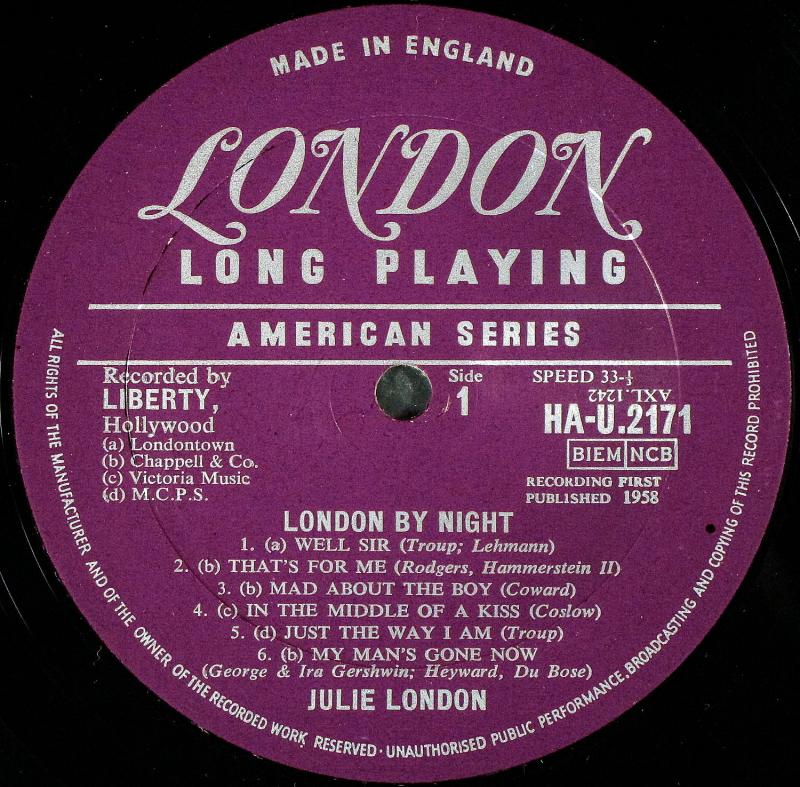 MADE IN ENGLAND
LONDON
LONG PLAYING
AMERICAN SERIES
Recorded by
LIBERTY,
Hollywood
(a) Londontown
(b) Chappell & Co.
(c) Victoria Music
(d) M.C.P.S.
Side
1
SPEED 33-⅓
AXL.1242
HA-U.2171
BIEM NCB
RECORDING FIRST
PUBLISHED 1958
LONDON BY NIGHT
1. (a) WELL SIR (Troup; Lehmann)
2. (b) THAT'S FOR ME (Rodgers, Hammerstein II)
3. (b) MAD ABOUT THE BOY (Coward)
4. (c) IN THE MIDDLE OF A KISS (Coslow)
5. (d) JUST THE WAY I AM (Troup)
6. (b) MY MAN'S GONE NOW
(George & Ira Gershwin; Heyward, Du Bose)
JULIE LONDON
ALL RIGHTS OF THE MANUFACTURER AND OF THE OWNER OF THE RECORDED WORK RESERVED · UNAUTHORISED PUBLIC PERFORMANCE, BROADCASTING AND COPYING OF THIS RECORD PROHIBITED